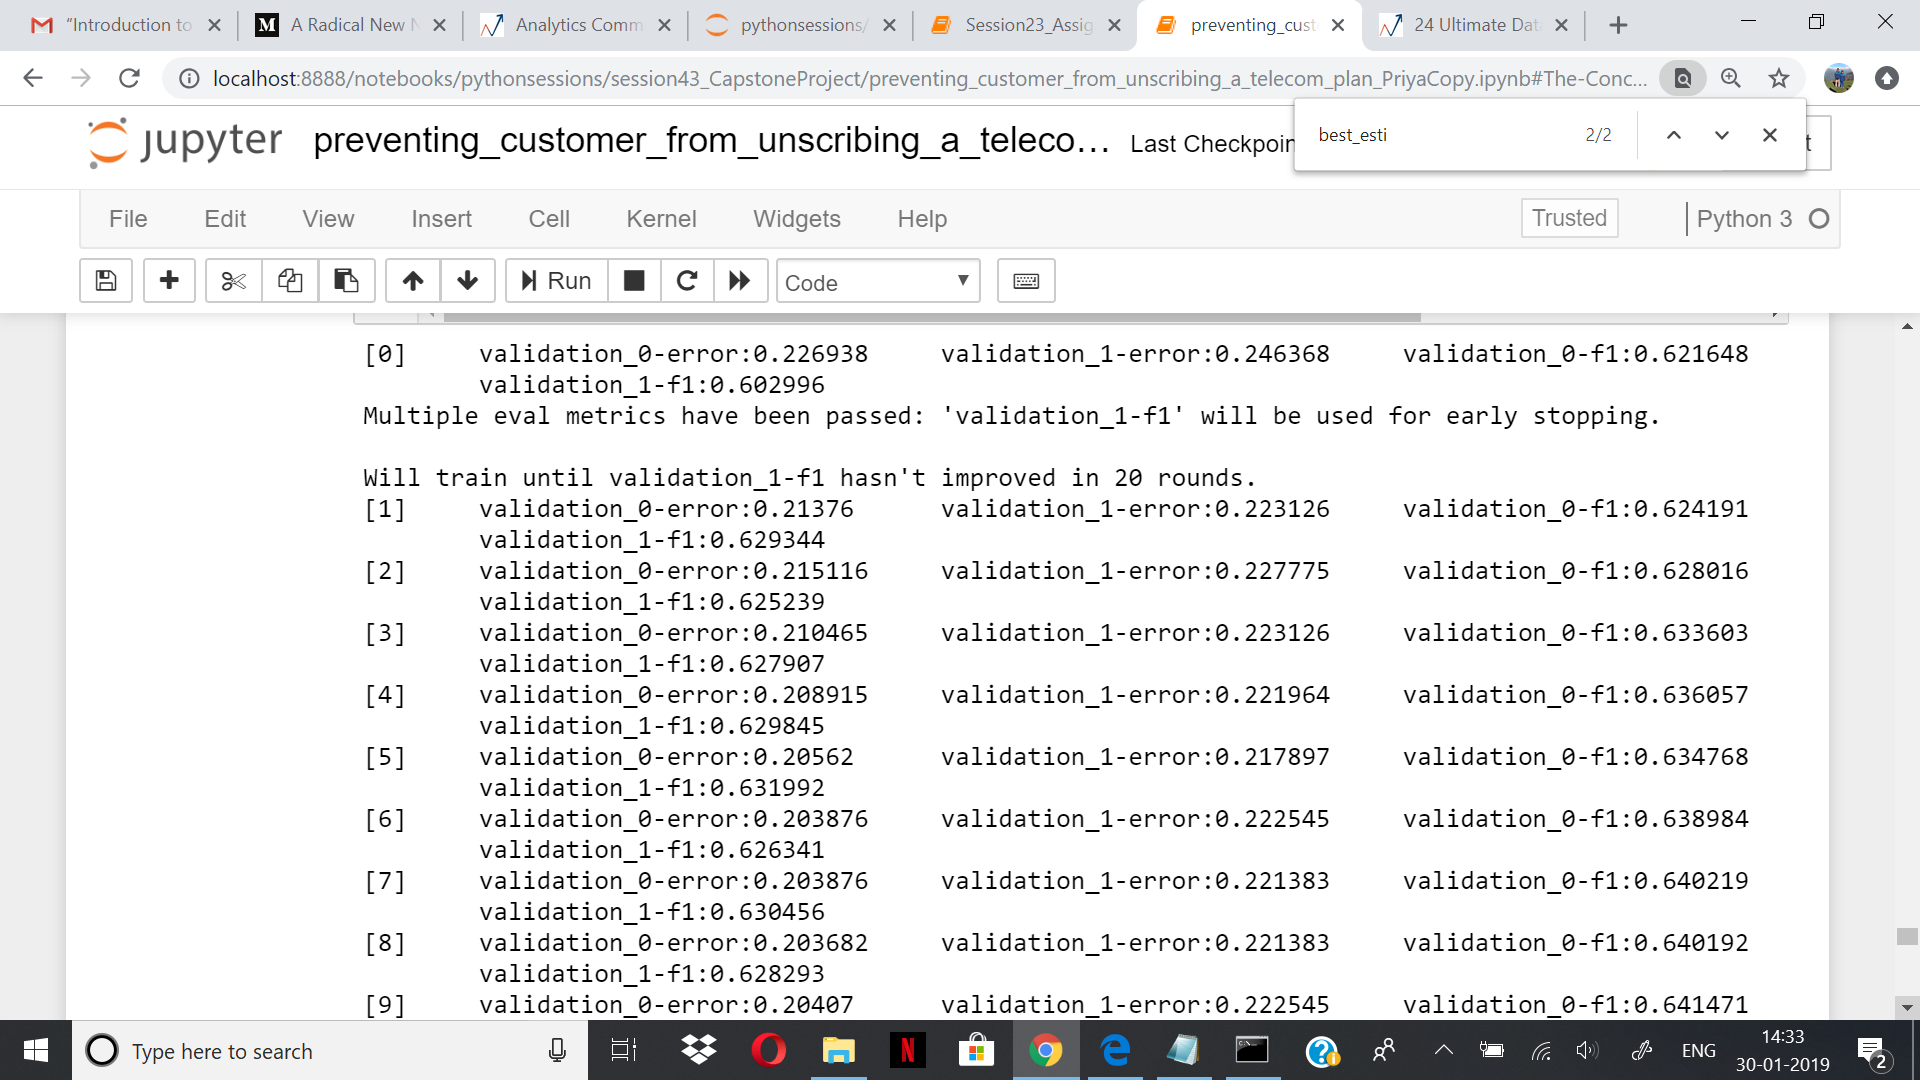 "Introduction to
A Radical New N
Analytics Comm
pythonsessions/
Session23_Assig
preventing_cust
24 Ultimate Dat
localhost:8888/notebooks/pythonsessions/session43_CapstoneProject/preventing_customer_from_unscribing_a_telecom_plan_PriyaCopy.ipynb#The-Conc...
best_esti 2/2
jupyter preventing_customer_from_unscribing_a_teleco... Last Checkpoin
File Edit View Insert Cell Kernel Widgets Help Trusted Python 3
Run Code
[0] validation_0-error:0.226938 validation_1-error:0.246368 validation_0-f1:0.621648
validation_1-f1:0.602996
Multiple eval metrics have been passed: 'validation_1-f1' will be used for early stopping.
Will train until validation_1-f1 hasn't improved in 20 rounds.
[1] validation_0-error:0.21376 validation_1-error:0.223126 validation_0-f1:0.624191
validation_1-f1:0.629344
[2] validation_0-error:0.215116 validation_1-error:0.227775 validation_0-f1:0.628016
validation_1-f1:0.625239
[3] validation_0-error:0.210465 validation_1-error:0.223126 validation_0-f1:0.633603
validation_1-f1:0.627907
[4] validation_0-error:0.208915 validation_1-error:0.221964 validation_0-f1:0.636057
validation_1-f1:0.629845
[5] validation_0-error:0.20562 validation_1-error:0.217897 validation_0-f1:0.634768
validation_1-f1:0.631992
[6] validation_0-error:0.203876 validation_1-error:0.222545 validation_0-f1:0.638984
validation_1-f1:0.626341
[7] validation_0-error:0.203876 validation_1-error:0.221383 validation_0-f1:0.640219
validation_1-f1:0.630456
[8] validation_0-error:0.203682 validation_1-error:0.221383 validation_0-f1:0.640192
validation_1-f1:0.628293
[9] validation_0-error:0.20407 validation_1-error:0.222545 validation_0-f1:0.641471
Type here to search
ENG
14:33
30-01-2019
2